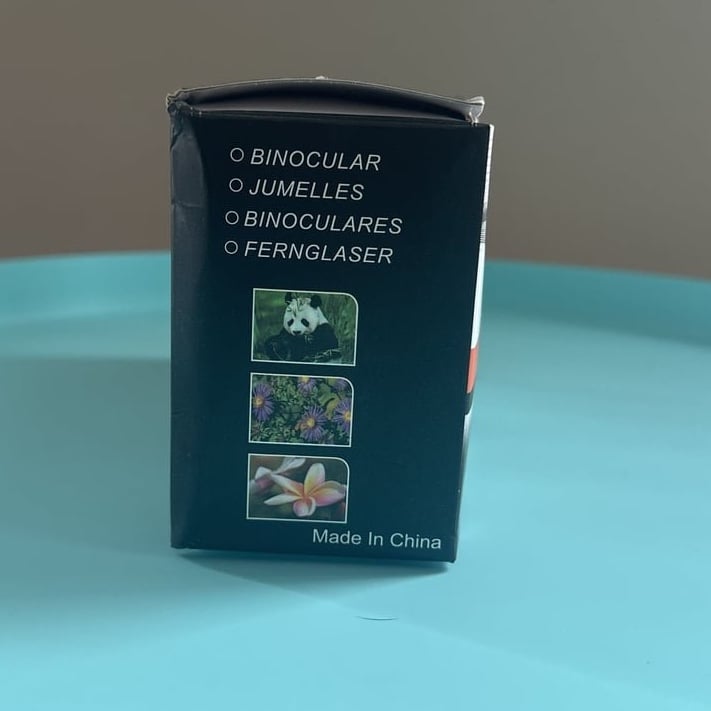 BINOCULAR
JUMELLES
BINOCULARES
FERNGLASER
Made In China